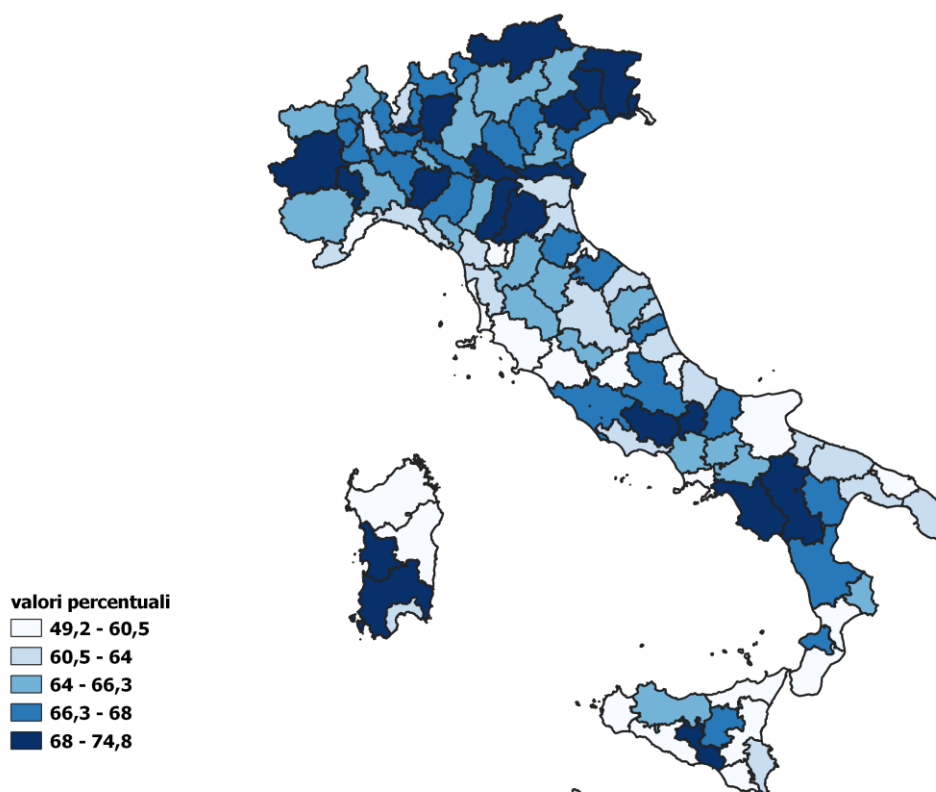 valori percentuali
49,2 - 60,5
60,5 - 64
64 - 66,3
66,3 - 68
68 - 74,8